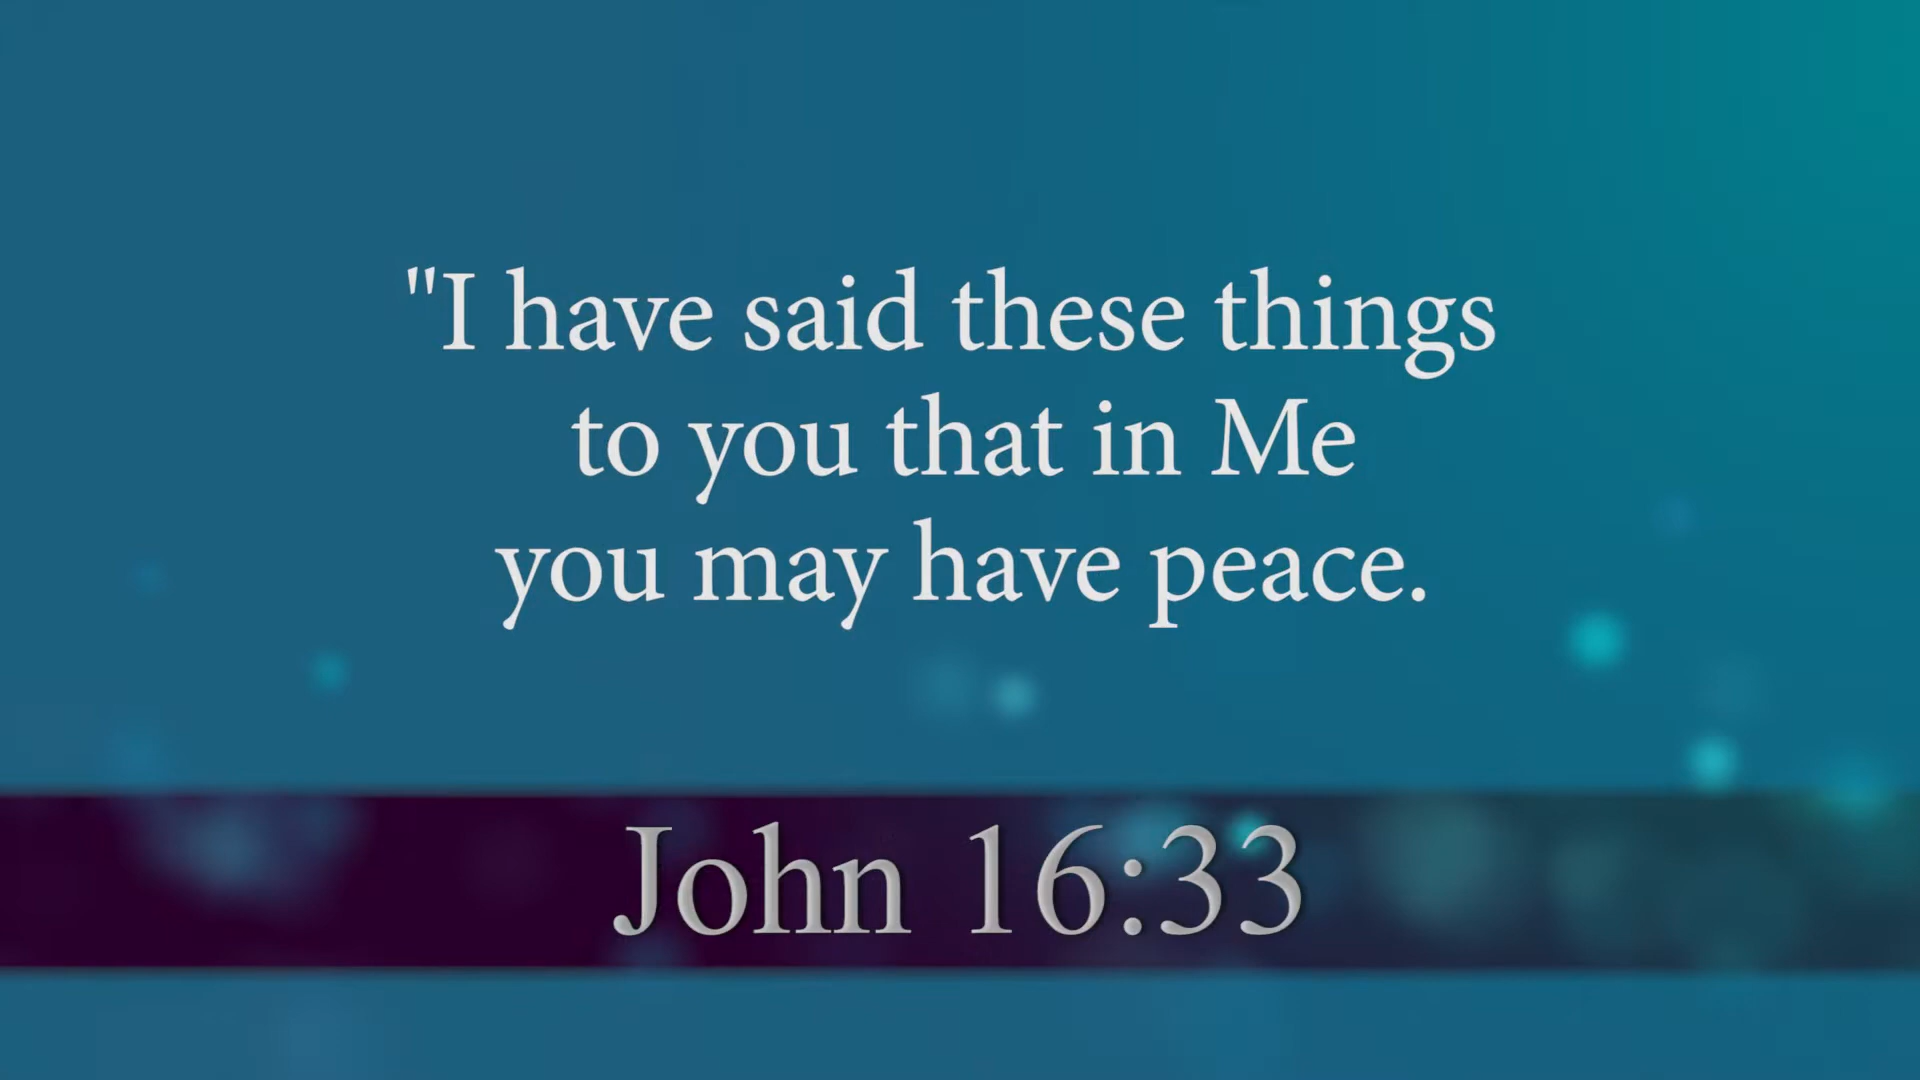 "I have said these things
to you that in Me
you may have peace.
John 16:33